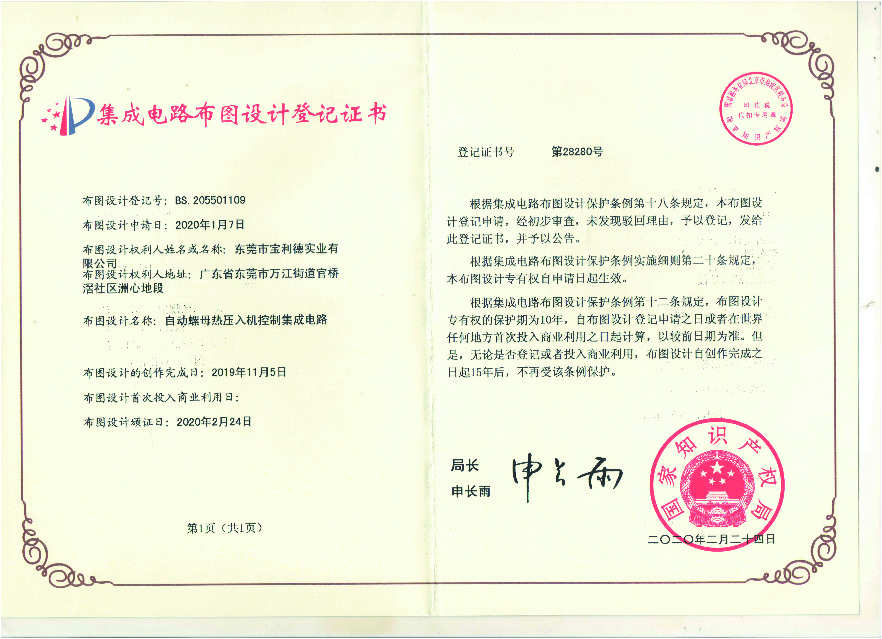 集成电路布图设计登记证书
布图设计登记号：BS.205501109
布图设计申请日：2020年1月7日
布图设计权利人姓名或名称：东莞市宝利德实业有
限公司
布图设计权利人地址：广东省东莞市万江街道官桥
滘社区洲心地段
布图设计名称：自动螺母热压入机控制集成电路
布图设计的创作完成日：2019年11月5日
布图设计首次投入商业利用日：
布图设计颁证日：2020年2月24日
第1页（共1页）
印花税
代扣专用章
登记证书号 第28280号
根据集成电路布图设计保护条例第十八条规定，本布图设
计登记申请，经初步审查，未发现驳回理由，予以登记，发给
此登记证书，并予以公告。
根据集成电路布图设计保护条例实施细则第二十条规定，
本布图设计专有权自申请日起生效。
根据集成电路布图设计保护条例第十二条规定，布图设计
专有权的保护期为10年，自布图设计登记申请之日或者在世界
任何地方首次投入商业利用之日起计算，以较前日期为准。但
是，无论是否登记或者投入商业利用，布图设计自创作完成之
日起15年后，不再受该条例保护。
局长
申长雨
申长雨
国家知识产权局
二〇二〇年二月二十四日